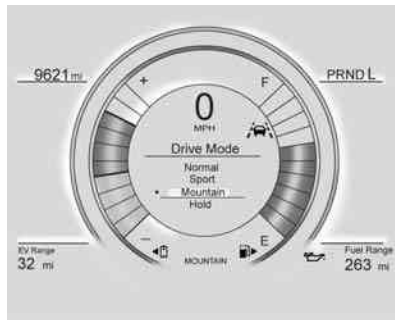 9621 mi
+
F
PRND L
0
MPH
Drive Mode
Normal
Sport
Mountain
Hold
−
E
EV Range
32 mi
MOUNTAIN
Fuel Range
263 mi